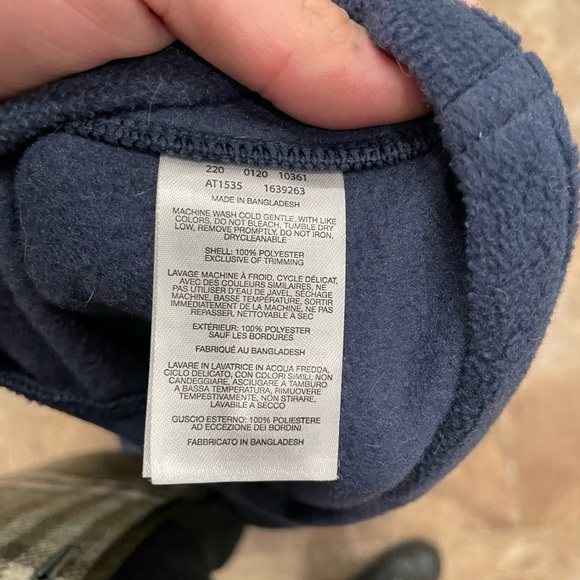 220 0120 10361
AT1535 1639263
MADE IN BANGLADESH
MACHINE WASH COLD GENTLE, WITH LIKE
COLORS, DO NOT BLEACH, TUMBLE DRY
LOW, REMOVE PROMPTLY, DO NOT IRON,
DRYCLEANABLE
SHELL: 100% POLYESTER
EXCLUSIVE OF TRIMMING
LAVAGE MACHINE À FROID, CYCLE DÉLICAT,
AVEC DES COULEURS SIMILAIRES, NE
PAS UTILISER D'EAU DE JAVEL, SÉCHAGE
MACHINE, BASSE TEMPÉRATURE, SORTIR
IMMÉDIATEMENT DE LA MACHINE, NE PAS
REPASSER, NETTOYABLE A SEC
EXTÉRIEUR: 100% POLYESTER
SAUF LES BORDURES
FABRIQUÉ AU BANGLADESH
LAVARE IN LAVATRICE IN ACQUA FREDDA,
CICLO DELICATO, CON COLORI SIMILI, NON
CANDEGGIARE, ASCIUGARE A TAMBURO
A BASSA TEMPERATURA, RIMUOVERE
TEMPESTIVAMENTE, NON STIRARE,
LAVABILE A SECCO
GUSCIO ESTERNO: 100% POLIESTERE
AD ECCEZIONE DEI BORDINI
FABBRICATO IN BANGLADESH